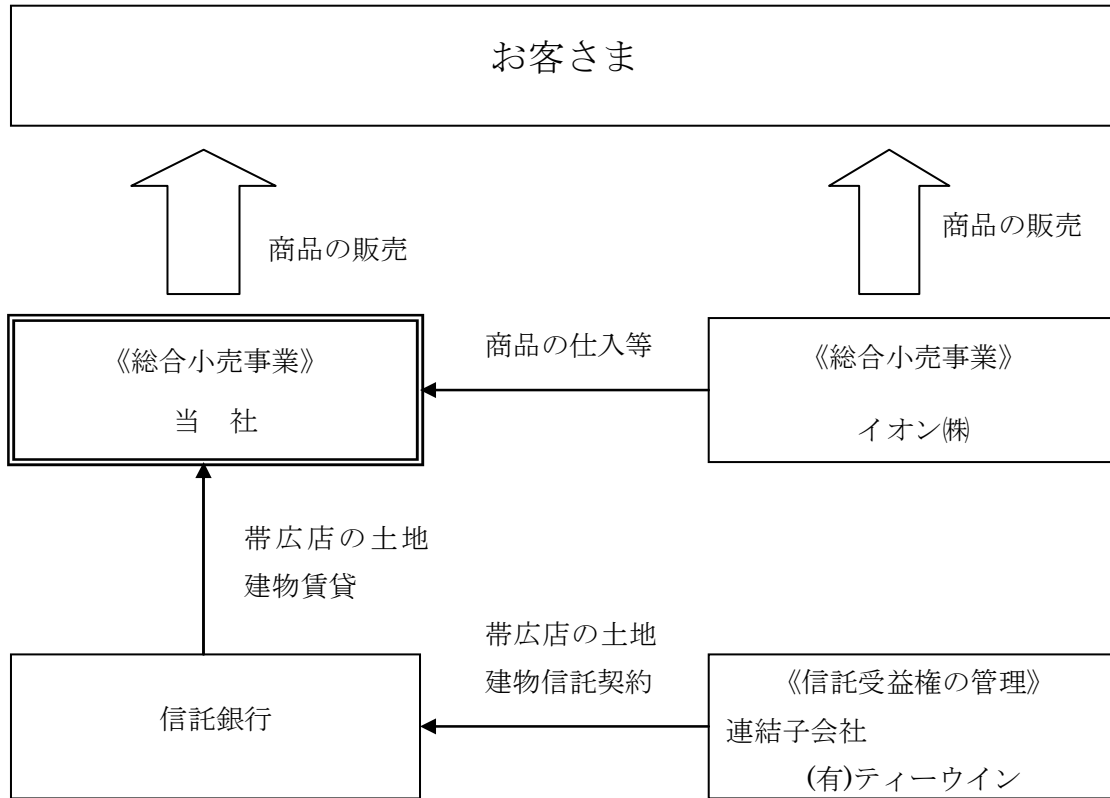 お客さま
商品の販売
商品の販売
《総合小売事業》
当　社
商品の仕入等
《総合小売事業》
イオン㈱
帯広店の土地
建物賃貸
帯広店の土地
建物信託契約
信託銀行
《信託受益権の管理》
連結子会社
(有)ティーウイン